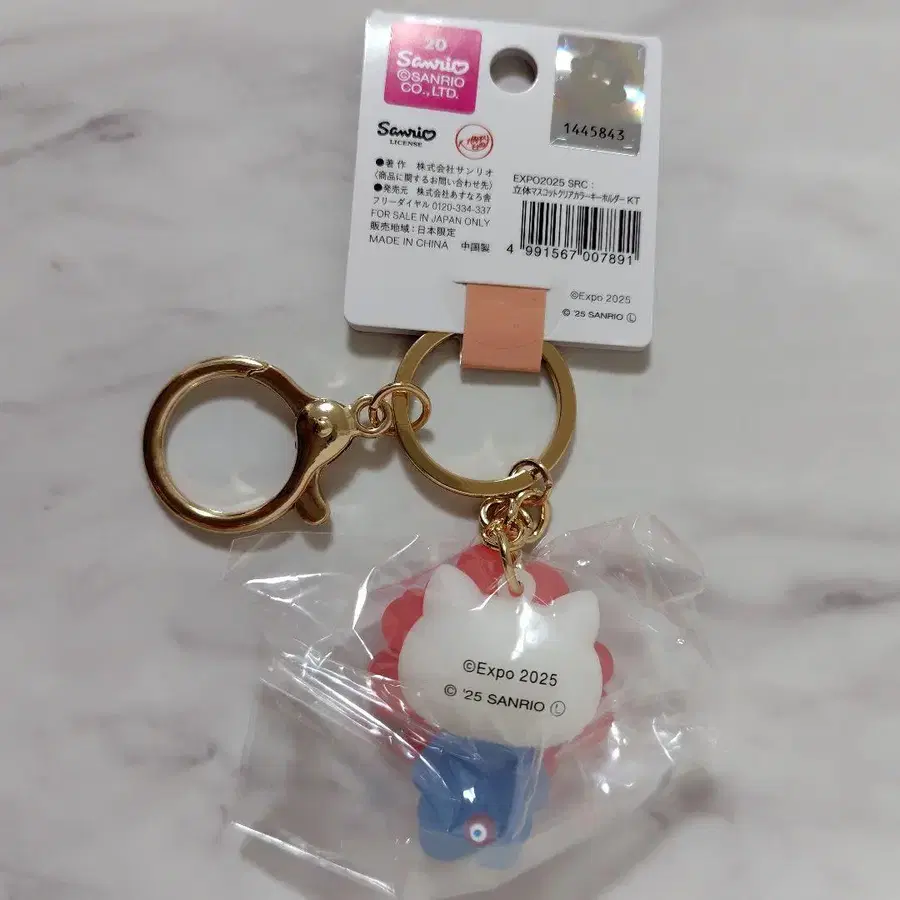 20
Sanrio
©SANRIO
CO.,LTD.
Sanrio
LICENSE
●著作 株式会社サンリオ
(商品に関するお問い合わせ先)
●発売元 株式会社あすなろ舎
フリーダイヤル 0120-334-337
FOR SALE IN JAPAN ONLY
販売地域:日本限定
MADE IN CHINA 中国製
1445843
EXPO2025 SRC:
立体マスコットクリアカラーキーホルダー KT
4 991567 007891
©Expo 2025
© '25 SANRIO Ⓛ
©Expo 2025
© '25 SANRIO Ⓛ